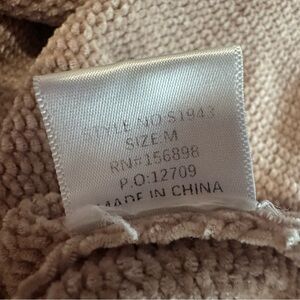 STYLE NO:S1943
SIZE:M
RN#156898
P.O:12709
MADE IN CHINA